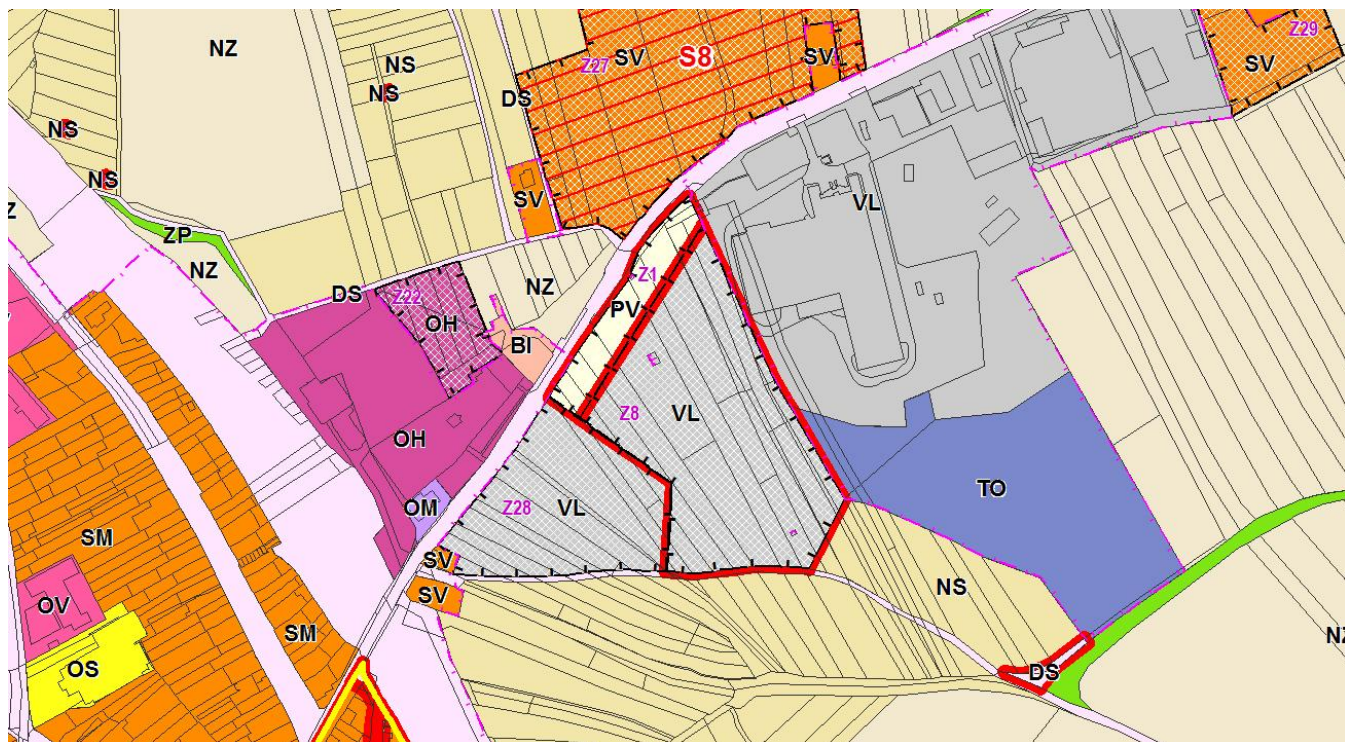 Z29
NZ
SV
S8
SV
NS
Z27
SV
NS
DS
NS
NS
SV
VL
Z
ZP
NZ
Z1
NZ
DS
Z22
PV
OH
BI
Z8
VL
OH
TO
OM
Z28
VL
SM
SV
NS
SV
OV
SM
NZ
OS
DS